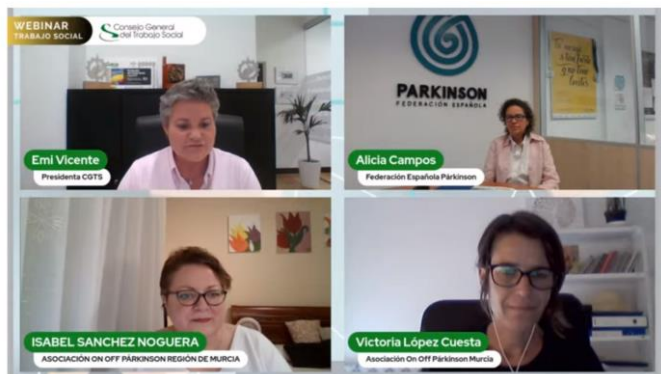 WEBINAR
TRABAJO SOCIAL
Consejo General
del Trabajo Social
Emi Vicente
Presidenta CGTS
PARKINSON
FEDERACIÓN ESPAÑOLA
Alicia Campos
Federación Española Párkinson
ISABEL SANCHEZ NOGUERA
ASOCIACIÓN ON OFF PÁRKINSON REGIÓN DE MURCIA
Victoria López Cuesta
Asociación On Off Párkinson Murcia